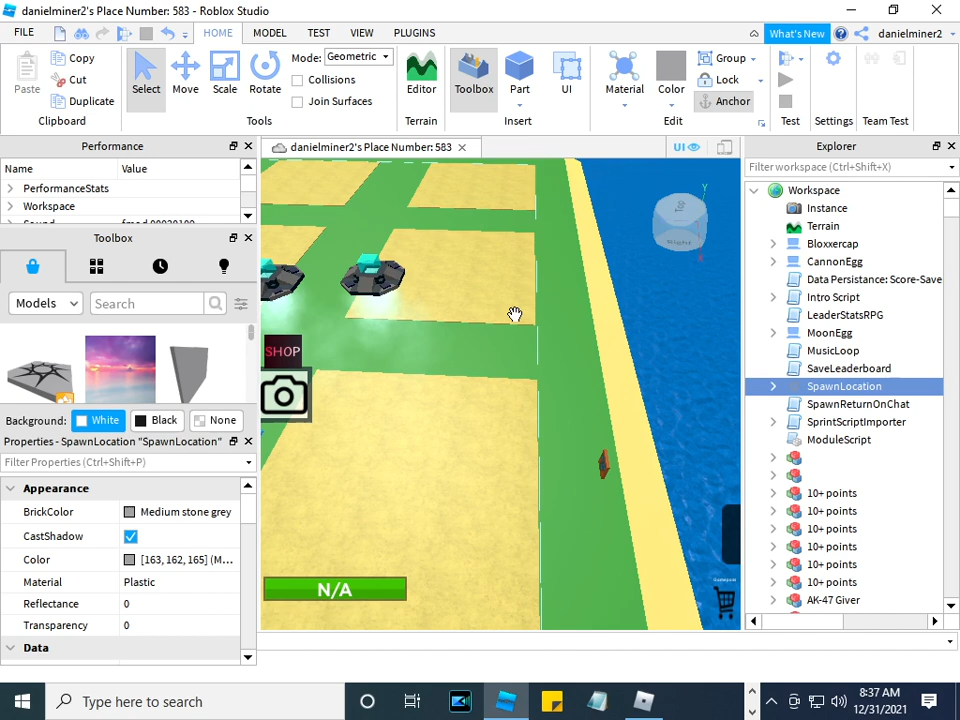 danielminer2's Place Number: 583 - Roblox Studio
FILE
HOME
MODEL
TEST
VIEW
PLUGINS
What's New
danielminer2
Paste
Copy
Cut
Duplicate
Clipboard
Select
Move
Scale
Rotate
Mode: Geometric
Collisions
Join Surfaces
Tools
Editor
Terrain
Toolbox
Part
UI
Insert
Material
Color
Group
Lock
Anchor
Edit
Test
Settings
Team Test
Performance
Name
Value
PerformanceStats
Workspace
Toolbox
Models
Search
Background:
White
Black
None
Properties - SpawnLocation "SpawnLocation"
Filter Properties (Ctrl+Shift+P)
Appearance
BrickColor
Medium stone grey
CastShadow
Color
[163, 162, 165] (M...
Material
Plastic
Reflectance
0
Transparency
0
Data
danielminer2's Place Number: 583
UI
SHOP
N/A
Y
Explorer
Filter workspace (Ctrl+Shift+X)
Workspace
Instance
Terrain
Bloxxercap
CannonEgg
Data Persistance: Score-Save
Intro Script
LeaderStatsRPG
MoonEgg
MusicLoop
SaveLeaderboard
SpawnLocation
SpawnReturnOnChat
SprintScriptImporter
ModuleScript
10+ points
10+ points
10+ points
10+ points
10+ points
10+ points
AK-47 Giver
Type here to search
8:37 AM
12/31/2021